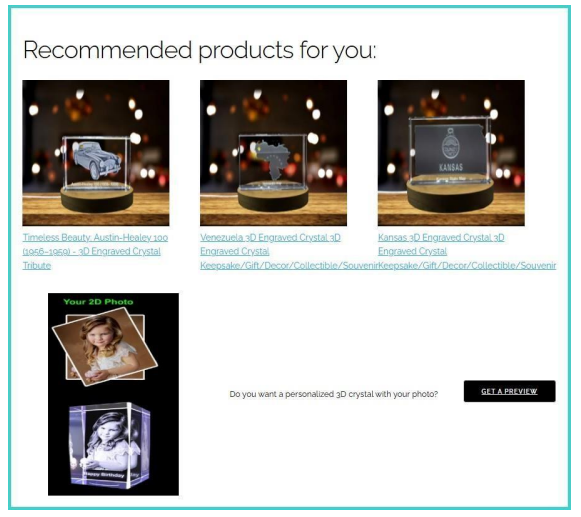 Recommended products for you:
KANSAS
Timeless Beauty, Austin-Healey 100
(1956–1959) - 3D Engraved Crystal
Tribute
Venezuela 3D Engraved Crystal 3D
Engraved Crystal
Keepsake/Gift/Decor/Collectible/Souvenir
Kansas 3D Engraved Crystal 3D
Engraved Crystal
Keepsake/Gift/Decor/Collectible/Souvenir
Your 2D Photo
Happy Birthday
Do you want a personalized 3D crystal with your photo?
GET A PREVIEW